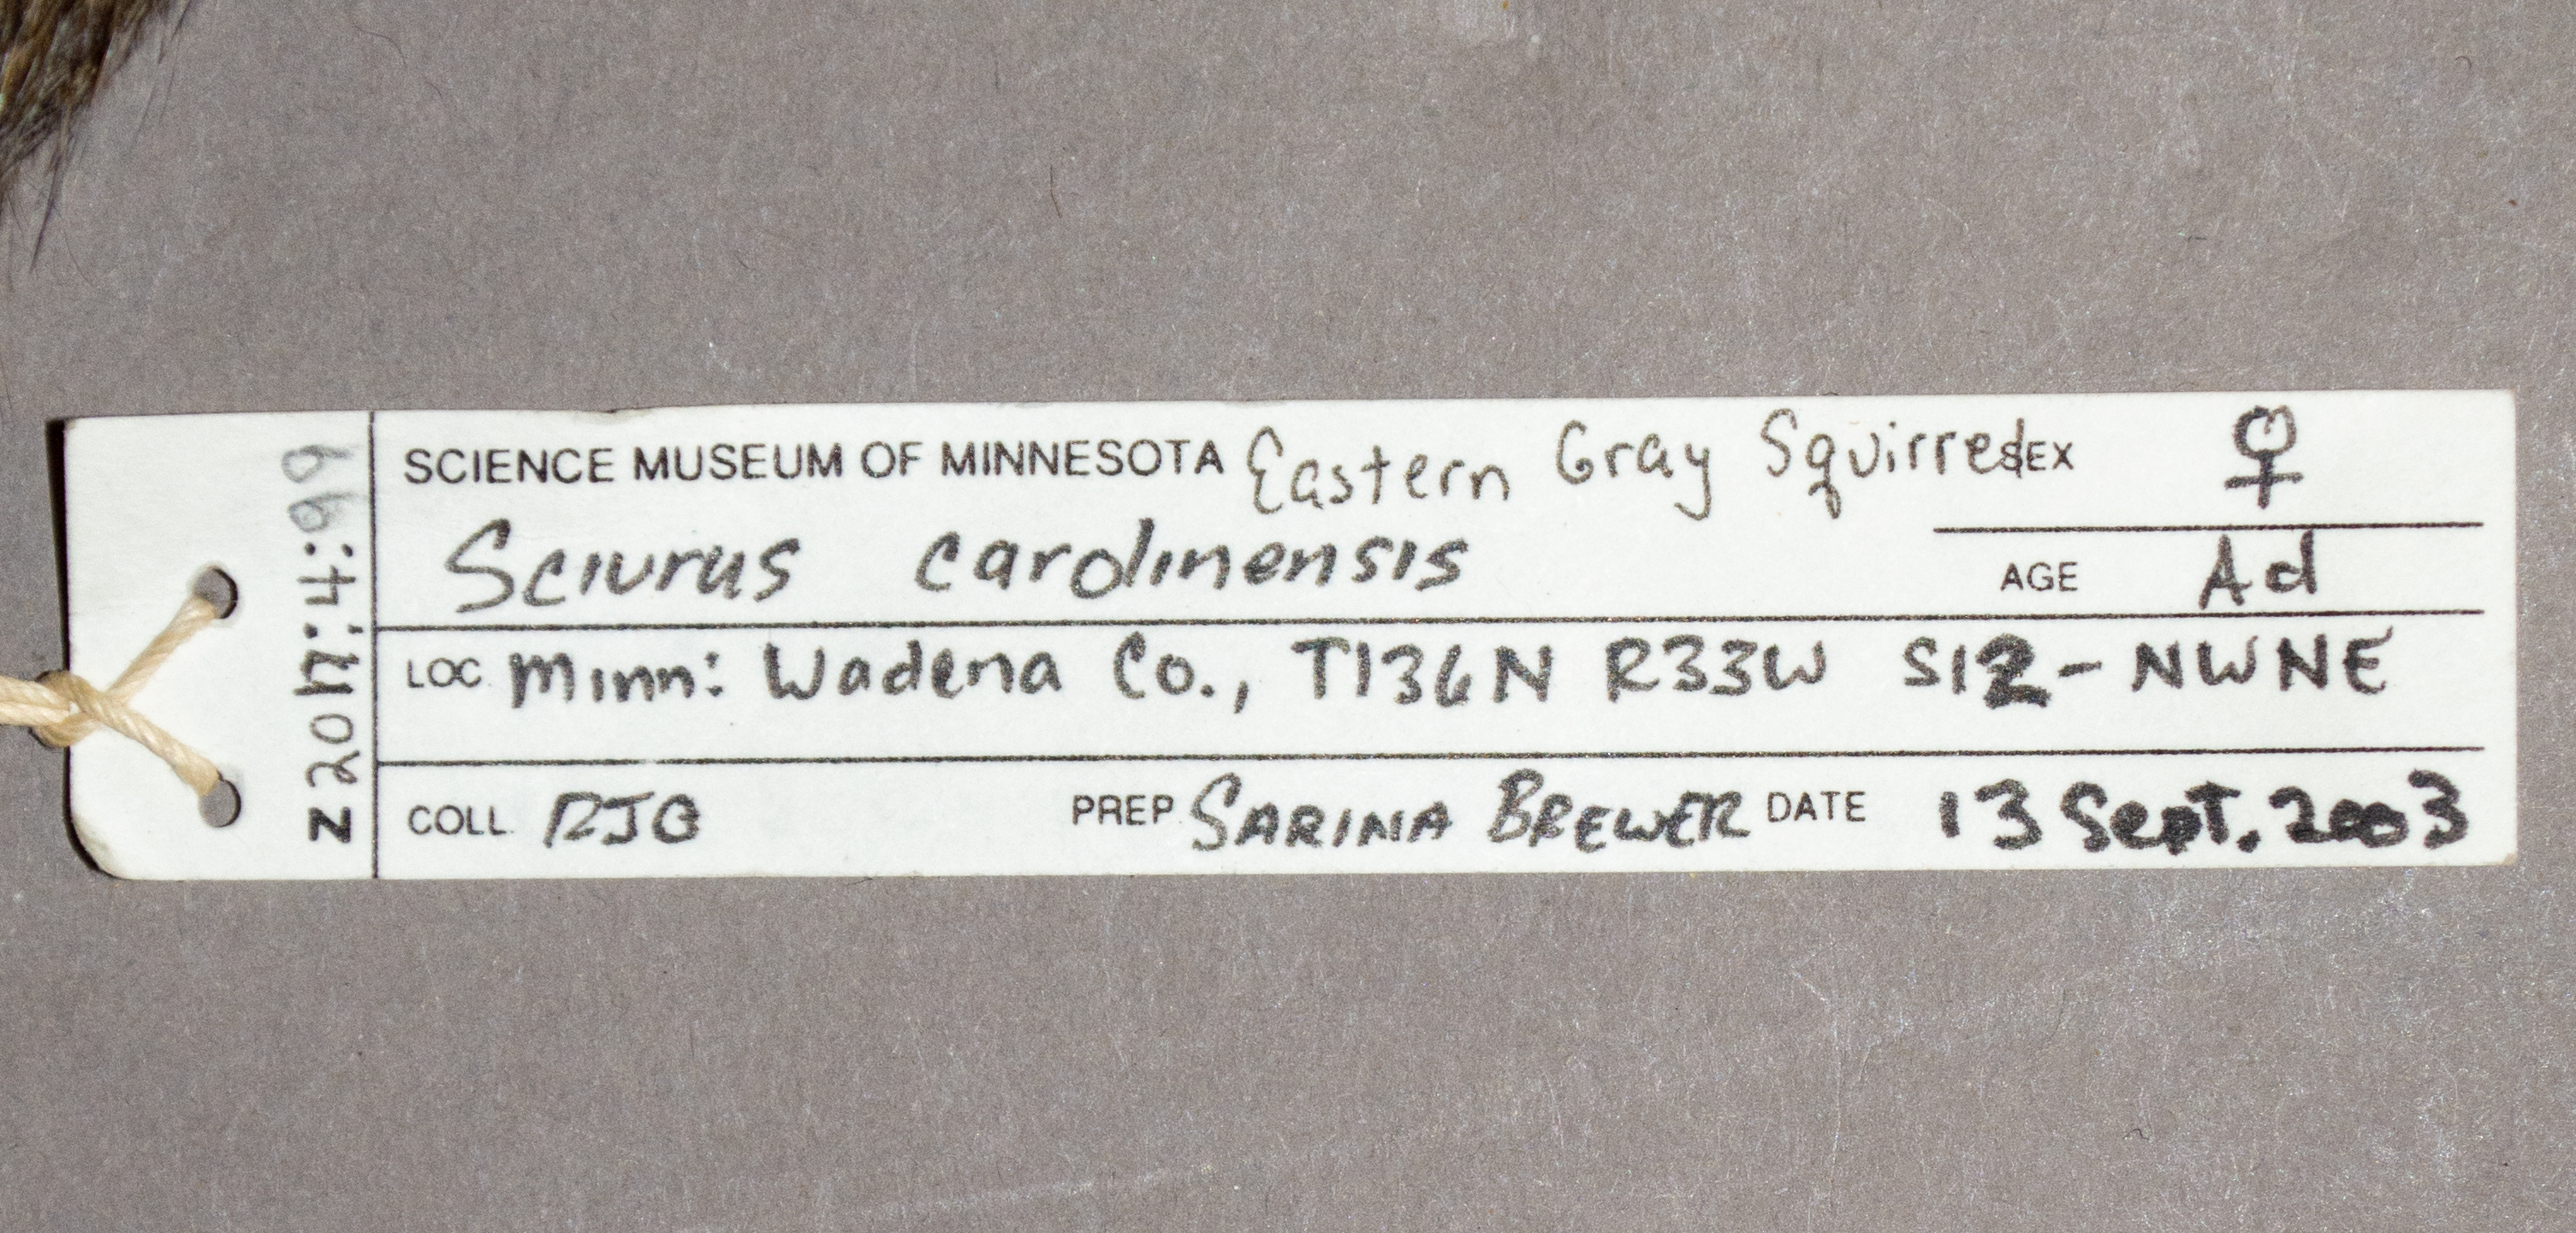 Z2017:4:99
SCIENCE MUSEUM OF MINNESOTA Eastern Gray Squirrel SEX ♀
Sciurus carolinensis AGE Ad
LOC. Minn: Wadena Co., T136N R33W S12-NWNE
COLL. RJO PREP. SARINA BREWER DATE 13 Sept. 2003